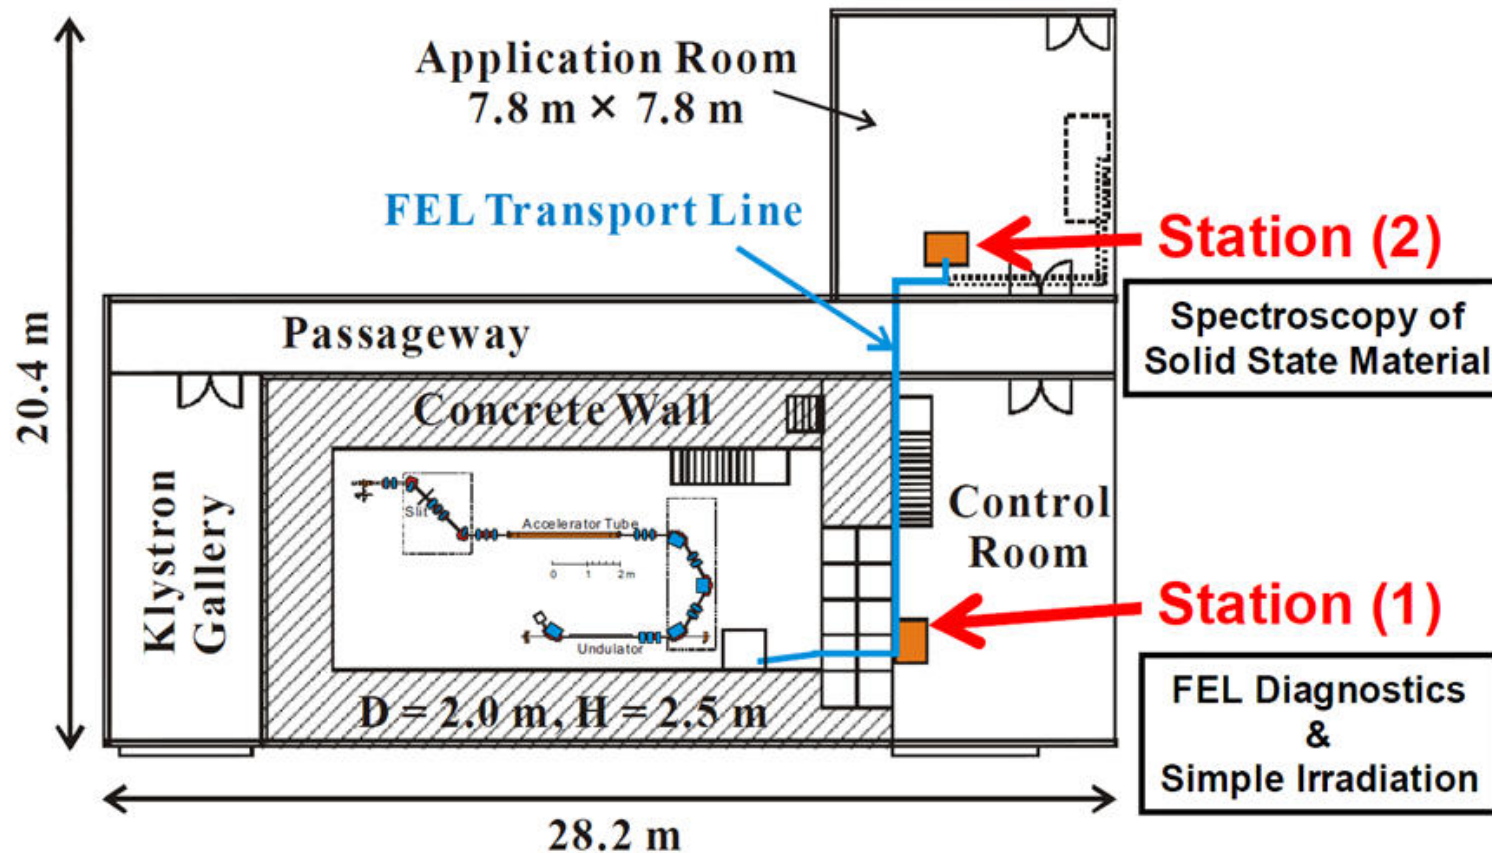 Application Room
7.8 m × 7.8 m
FEL Transport Line
Station (2)
Spectroscopy of
Solid State Material
20.4 m
Passageway
Concrete Wall
Klystron
Gallery
Slit
Accelerator Tube
0 1 2m
Undulator
Control
Room
Station (1)
D = 2.0 m, H = 2.5 m
FEL Diagnostics
&
Simple Irradiation
28.2 m